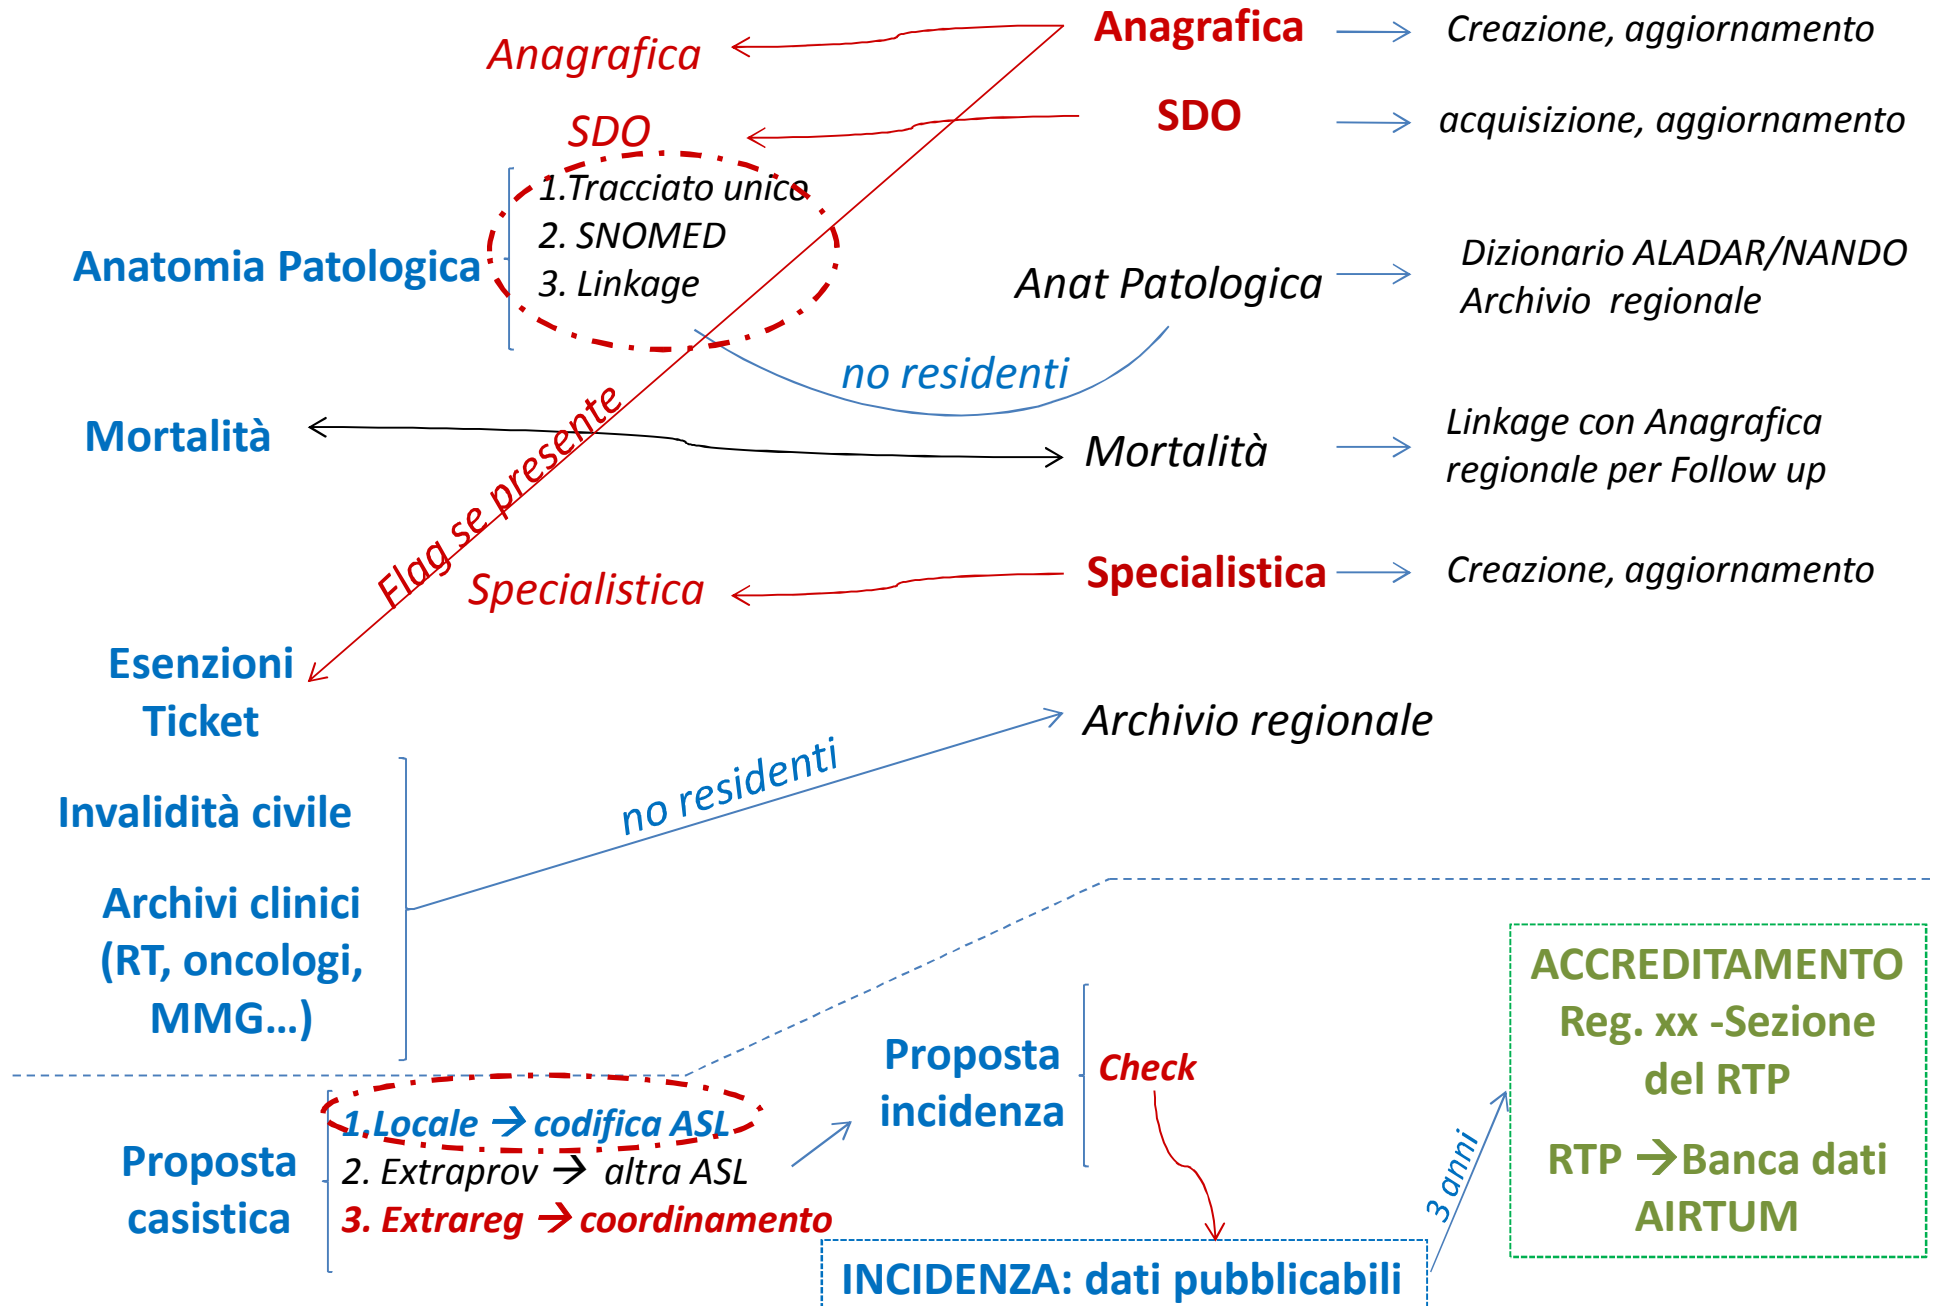 Anagrafica
Anagrafica
Creazione, aggiornamento
SDO
SDO
acquisizione, aggiornamento
1.Tracciato unico
2. SNOMED
3. Linkage
Anatomia Patologica
Anat Patologica
Dizionario ALADAR/NANDO
Archivio regionale
no residenti
Flag se presente
Mortalità
Mortalità
Linkage con Anagrafica
regionale per Follow up
Specialistica
Specialistica
Creazione, aggiornamento
Esenzioni
Ticket
Archivio regionale
no residenti
Invalidità civile
Archivi clinici
(RT, oncologi,
MMG...)
Proposta
casistica
1.Locale → codifica ASL
2. Extraprov → altra ASL
3. Extrareg → coordinamento
Proposta
incidenza
Check
INCIDENZA: dati pubblicabili
3 anni
ACCREDITAMENTO
Reg. xx -Sezione
del RTP
RTP →Banca dati
AIRTUM